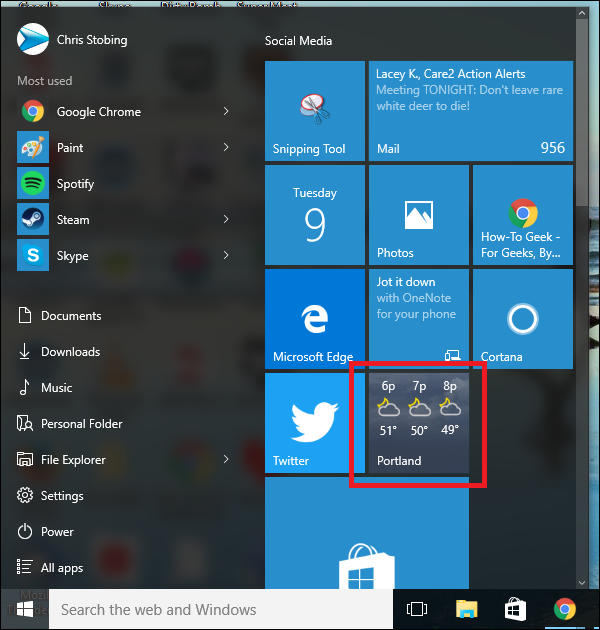 Chris Stobing
Most used
Google Chrome
Paint
Spotify
Steam
Skype
Documents
Downloads
Music
Personal Folder
File Explorer
Settings
Power
All apps
Social Media
Snipping Tool
Lacey K., Care2 Action Alerts
Meeting TONIGHT: Don't leave rare
white deer to die!
Mail 956
Tuesday
9
Photos
How-To Geek -
For Geeks, By...
Microsoft Edge
Jot it down
with OneNote
for your phone
Cortana
Twitter
6p 7p 8p
51° 50° 49°
Portland
Search the web and Windows